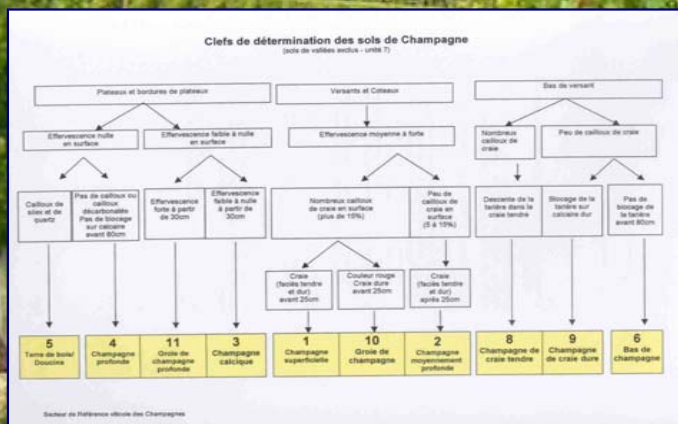 Clefs de détermination des sols de Champagne
(sols de vallées exclus - unité 7)
Plateaux et bordures de plateaux
Versants et Coteaux
Bas de versant
Effervescence nulle
en surface
Effervescence faible à nulle
en surface
Effervescence moyenne à forte
Nombreux
cailloux de
craie
Peu de cailloux de craie
Cailloux de
silex et de
quartz
Pas de cailloux ou
cailloux
décarbonatés
Pas de blocage
sur calcaire
avant 80cm
Effervescence
forte à partir
de 30cm
Effervescence
faible à nulle
à partir de
30cm
Nombreux cailloux
de craie en surface
(plus de 15%)
Peu de
cailloux de
craie en
surface
(5 à 15%)
Descente de la
tarière dans la craie
tendre
Blocage de la
tarière sur
calcaire dur
Pas de
blocage de
la tarière
avant 80cm
Craie
(faciès tendre
et dur)
avant 25cm
Couleur rouge
Craie dure
avant 25cm
Craie
(faciès tendre
et dur)
après 25cm
5
Terre de bois/
Doucins
4
Champagne
profonde
11
Groie de
champagne
profonde
3
Champagne
calcique
1
Champagne
superficielle
10
Groie de
champagne
2
Champagne
moyennement
profonde
8
Champagne de
craie tendre
9
Champagne
de craie dure
6
Bas de
champagne
Secteur de Référence viticole des Champagnes